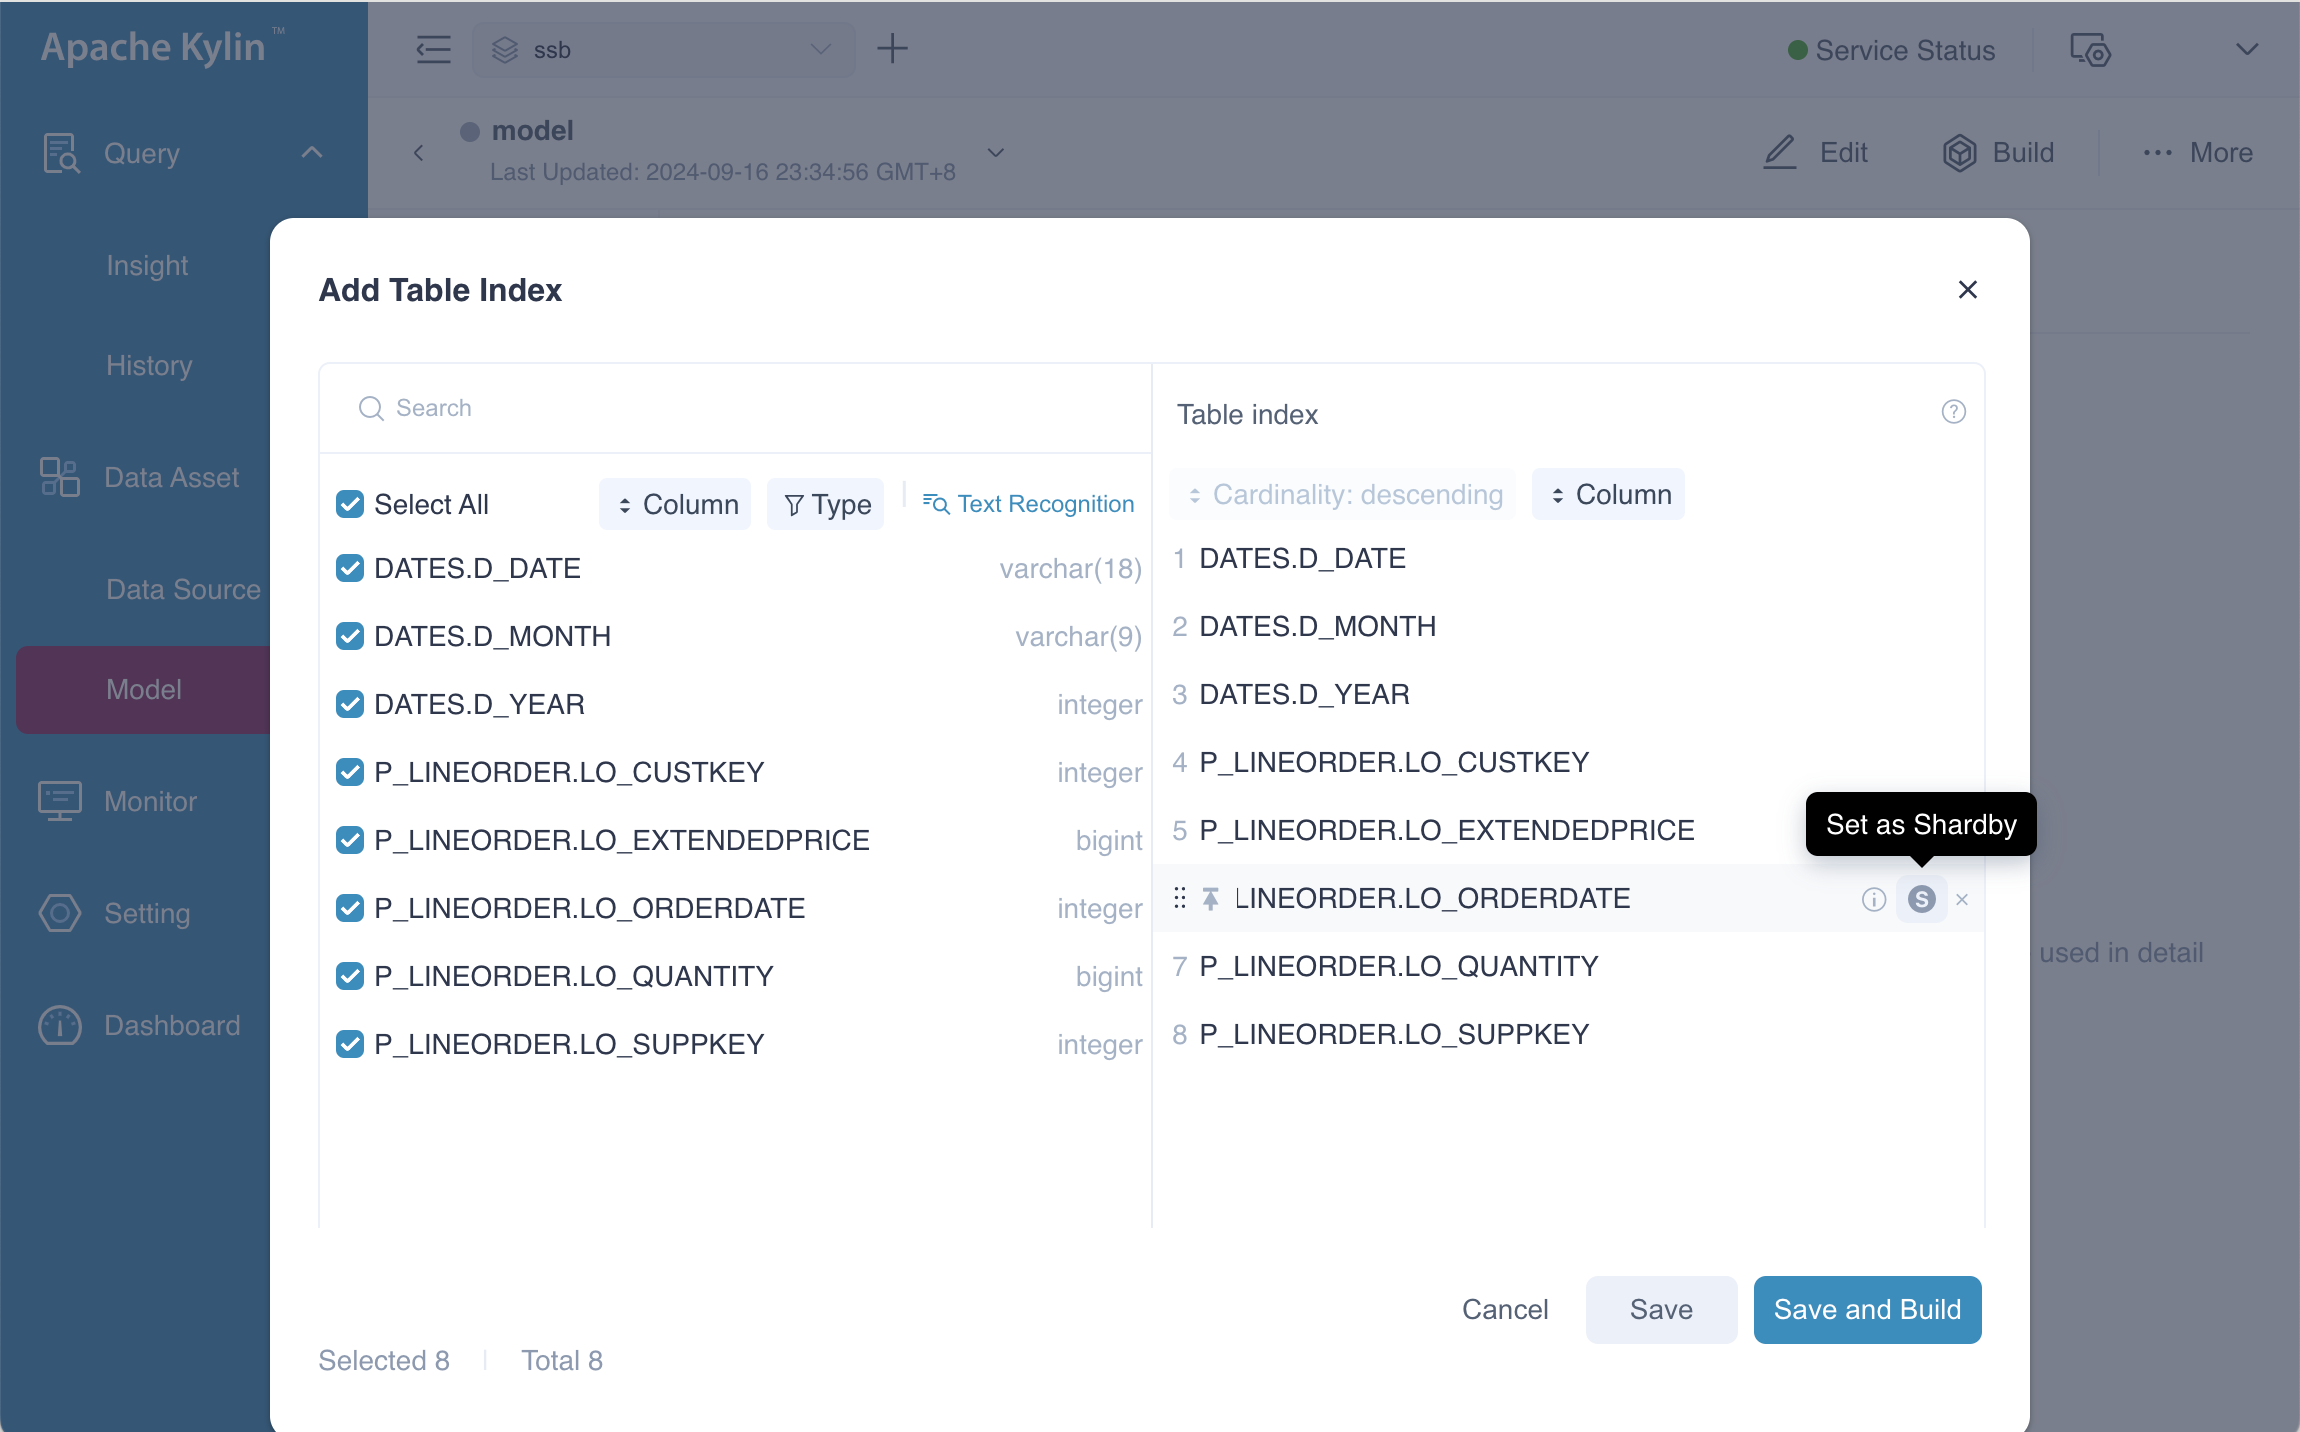 Apache Kylin™
ssb
Service Status
Query
model
Last Updated: 2024-09-16 23:34:56 GMT+8
Edit
Build
More
Insight
History
Data Asset
Data Source
Model
Monitor
Setting
Dashboard
Add Table Index
Search
Select All
Column
Type
Text Recognition
DATES.D_DATE varchar(18)
DATES.D_MONTH varchar(9)
DATES.D_YEAR integer
P_LINEORDER.LO_CUSTKEY integer
P_LINEORDER.LO_EXTENDEDPRICE bigint
P_LINEORDER.LO_ORDERDATE integer
P_LINEORDER.LO_QUANTITY bigint
P_LINEORDER.LO_SUPPKEY integer
Table index
Cardinality: descending
Column
1 DATES.D_DATE
2 DATES.D_MONTH
3 DATES.D_YEAR
4 P_LINEORDER.LO_CUSTKEY
5 P_LINEORDER.LO_EXTENDEDPRICE
Set as Shardby
LINEORDER.LO_ORDERDATE S
7 P_LINEORDER.LO_QUANTITY
8 P_LINEORDER.LO_SUPPKEY
used in detail
Cancel
Save
Save and Build
Selected 8
Total 8